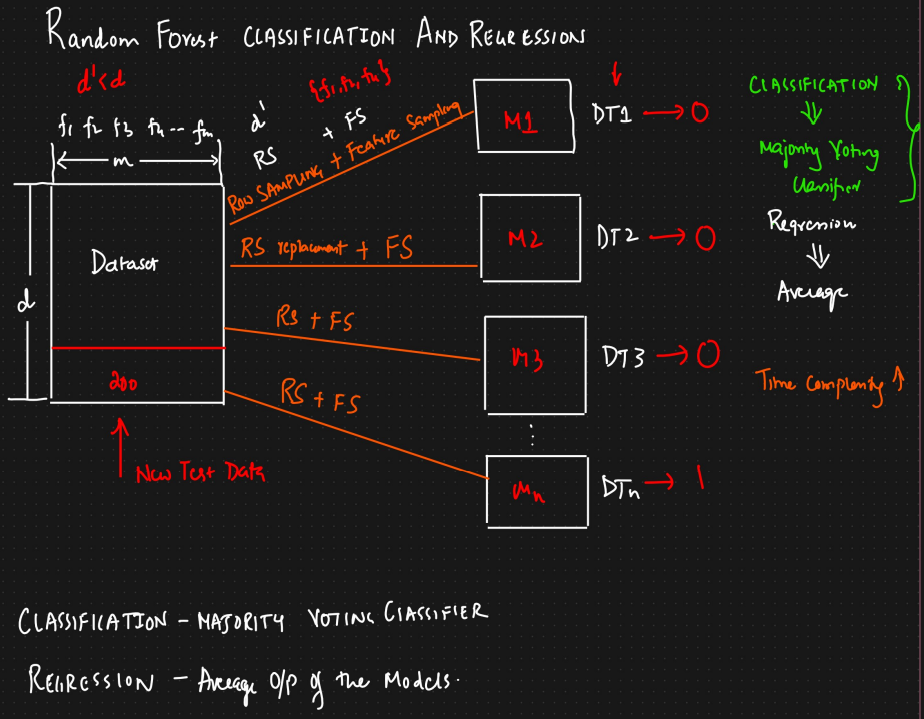 Random Forest CLASSIFICATION AND REGRESSIONS
d'<d
{f1, f2, f4}
f1 f2 f3 f4 -- fm
d'
+ FS
RS
m
Row SAMPLING + Feature Sampling
M1
DT1 → 0
CLASSIFICATION
⇓
Majority Voting
Classifier
d
Dataset
RS replacement + FS
M2
DT2 → 0
Regression
⇓
Average
RS + FS
M3
DT3 → 0
Time Complexity ↑
200
RS + FS
⋮
New Test Data
Mn
DTn → 1
CLASSIFICATION - MAJORITY VOTING CLASSIFIER
REGRESSION - Average O/P of the Models.